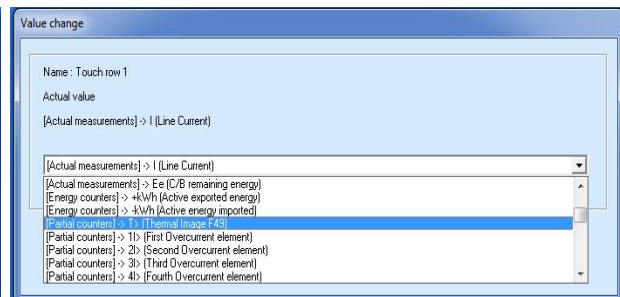 Value change
Name : Touch row 1
Actual value
[Actual measurements] -> I (Line Current)
[Actual measurements] -> I (Line Current)
[Actual measurements] -> Ee (C/B remaining energy)
[Energy counters] -> +kWh (Active exported energy)
[Energy counters] -> -kWh (Active energy imported)
[Partial counters] -> T> (Thermal Image F49)
[Partial counters] -> 1I> (First Overcurrent element)
[Partial counters] -> 2I> (Second Overcurrent element)
[Partial counters] -> 3I> (Third Overcurrent element)
[Partial counters] -> 4I> (Fourth Overcurrent element)